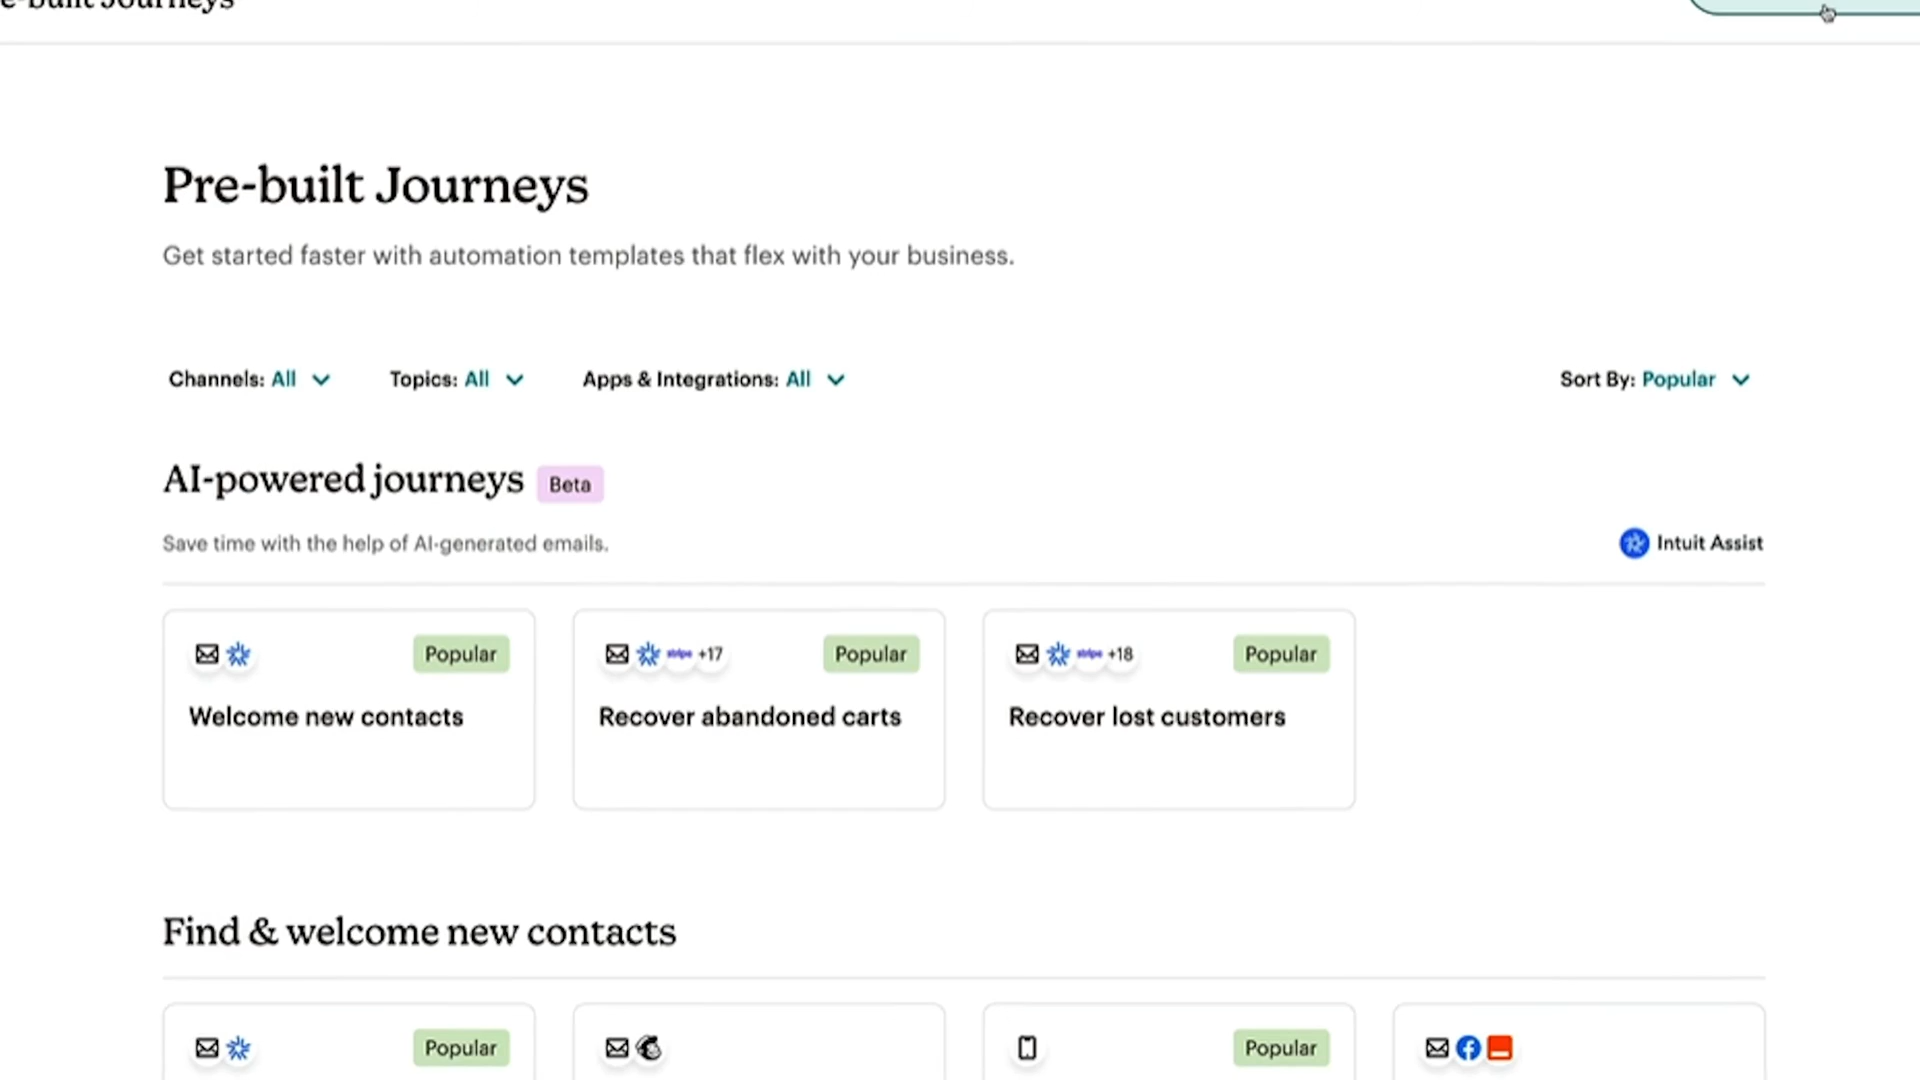 Pre-built Journeys
Get started faster with automation templates that flex with your business.
Channels: All
Topics: All
Apps & Integrations: All
Sort By: Popular
AI-powered journeys
Beta
Save time with the help of AI-generated emails.
Intuit Assist
Popular
stripe +17
Popular
stripe +18
Popular
Welcome new contacts
Recover abandoned carts
Recover lost customers
Find & welcome new contacts
Popular
Popular